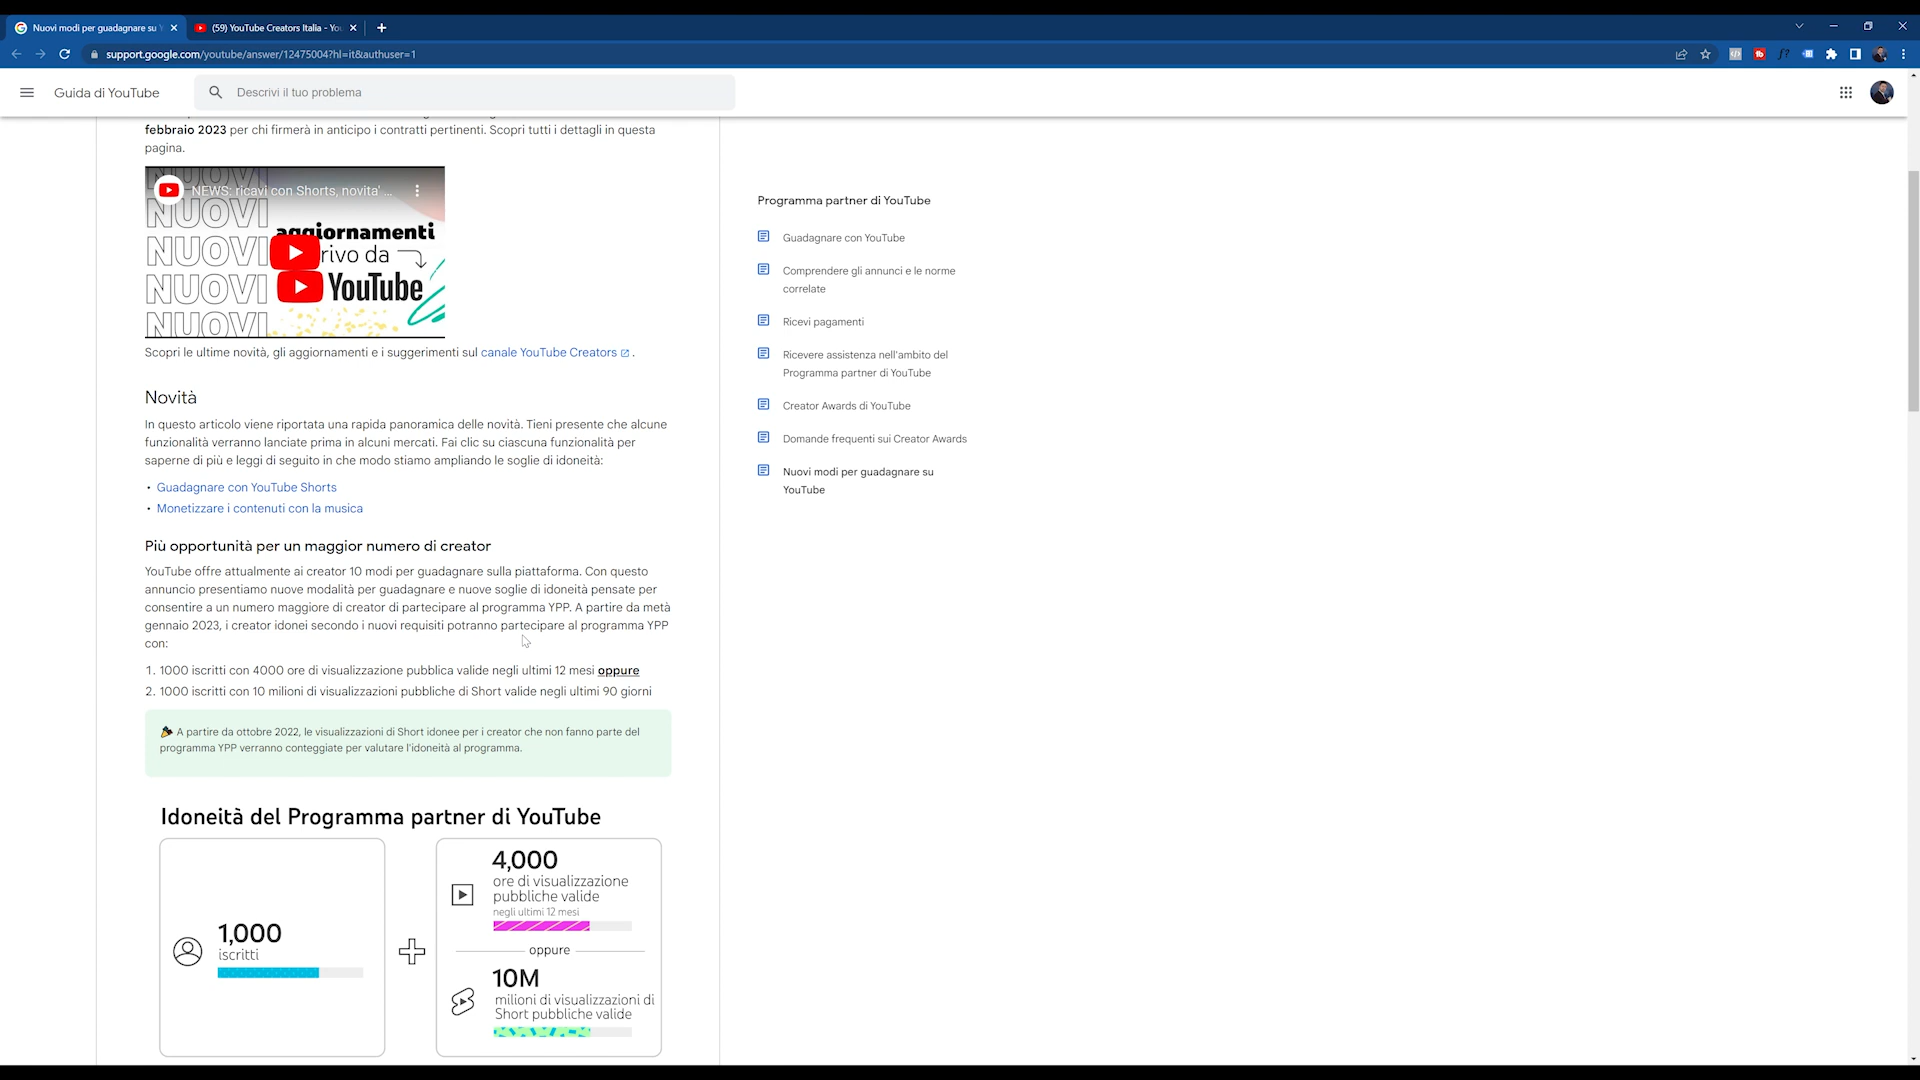 Nuovi modi per guadagnare su Y
(59) YouTube Creators Italia - You
support.google.com/youtube/answer/12475004?hl=it&authuser=1
Guida di YouTube
Descrivi il tuo problema
febbraio 2023 per chi firmerà in anticipo i contratti pertinenti. Scopri tutti i dettagli in questa
pagina.
NEWS: ricavi con Shorts, novita' ...
NUOVI
NUOVI
NUOVI
NUOVI
NUOVI
aggiornamenti
rivo da
YouTube
Scopri le ultime novità, gli aggiornamenti e i suggerimenti sul canale YouTube Creators .
Novità
In questo articolo viene riportata una rapida panoramica delle novità. Tieni presente che alcune
funzionalità verranno lanciate prima in alcuni mercati. Fai clic su ciascuna funzionalità per
saperne di più e leggi di seguito in che modo stiamo ampliando le soglie di idoneità:
• Guadagnare con YouTube Shorts
• Monetizzare i contenuti con la musica
Più opportunità per un maggior numero di creator
YouTube offre attualmente ai creator 10 modi per guadagnare sulla piattaforma. Con questo
annuncio presentiamo nuove modalità per guadagnare e nuove soglie di idoneità pensate per
consentire a un numero maggiore di creator di partecipare al programma YPP. A partire da metà
gennaio 2023, i creator idonei secondo i nuovi requisiti potranno partecipare al programma YPP
con:
1. 1000 iscritti con 4000 ore di visualizzazione pubblica valide negli ultimi 12 mesi oppure
2. 1000 iscritti con 10 milioni di visualizzazioni pubbliche di Short valide negli ultimi 90 giorni
A partire da ottobre 2022, le visualizzazioni di Short idonee per i creator che non fanno parte del
programma YPP verranno conteggiate per valutare l'idoneità al programma.
Idoneità del Programma partner di YouTube
1,000
iscritti
4,000
ore di visualizzazione
pubbliche valide
negli ultimi 12 mesi
oppure
10M
milioni di visualizzazioni di
Short pubbliche valide
Programma partner di YouTube
Guadagnare con YouTube
Comprendere gli annunci e le norme
correlate
Ricevi pagamenti
Ricevere assistenza nell'ambito del
Programma partner di YouTube
Creator Awards di YouTube
Domande frequenti sui Creator Awards
Nuovi modi per guadagnare su
YouTube